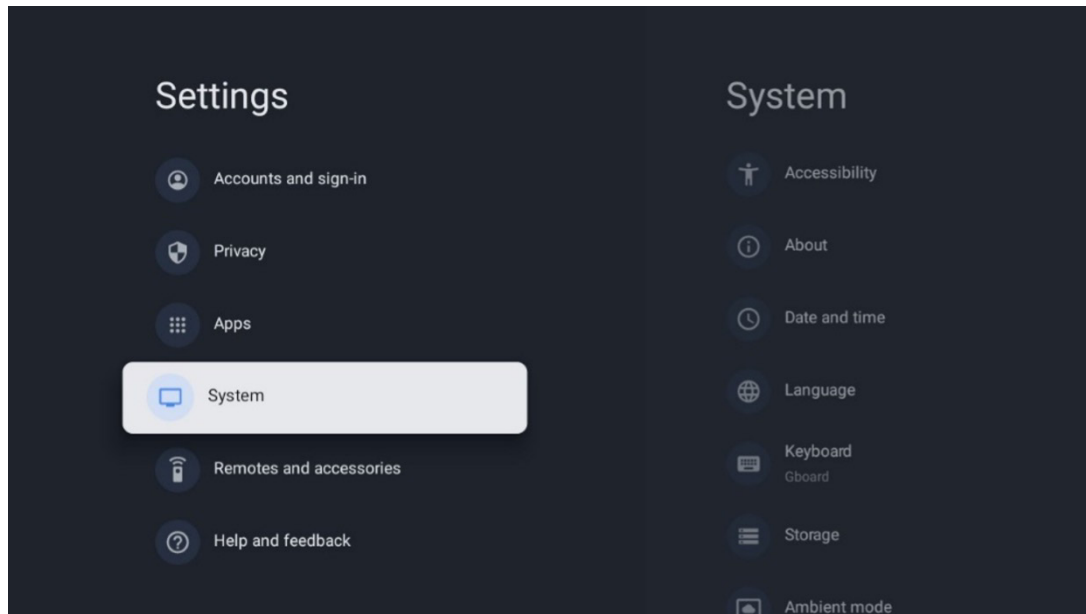 Settings
Accounts and sign-in
Privacy
Apps
System
Remotes and accessories
Help and feedback
System
Accessibility
About
Date and time
Language
Keyboard
Gboard
Storage
Ambient mode